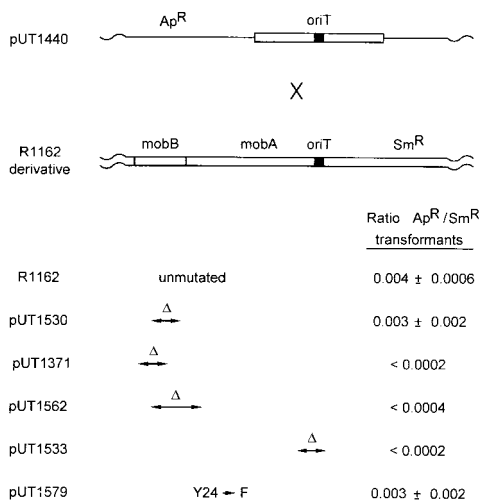 Ap^R oriT
pUT1440
X
mobB mobA oriT Sm^R
R1162
derivative
Ratio Ap^R/Sm^R
transformants
R1162 unmutated 0.004 ± 0.0006
Δ
pUT1530 0.003 ± 0.002
Δ
pUT1371 < 0.0002
Δ
pUT1562 < 0.0004
Δ
pUT1533 < 0.0002
pUT1579 Y24 → F 0.003 ± 0.002